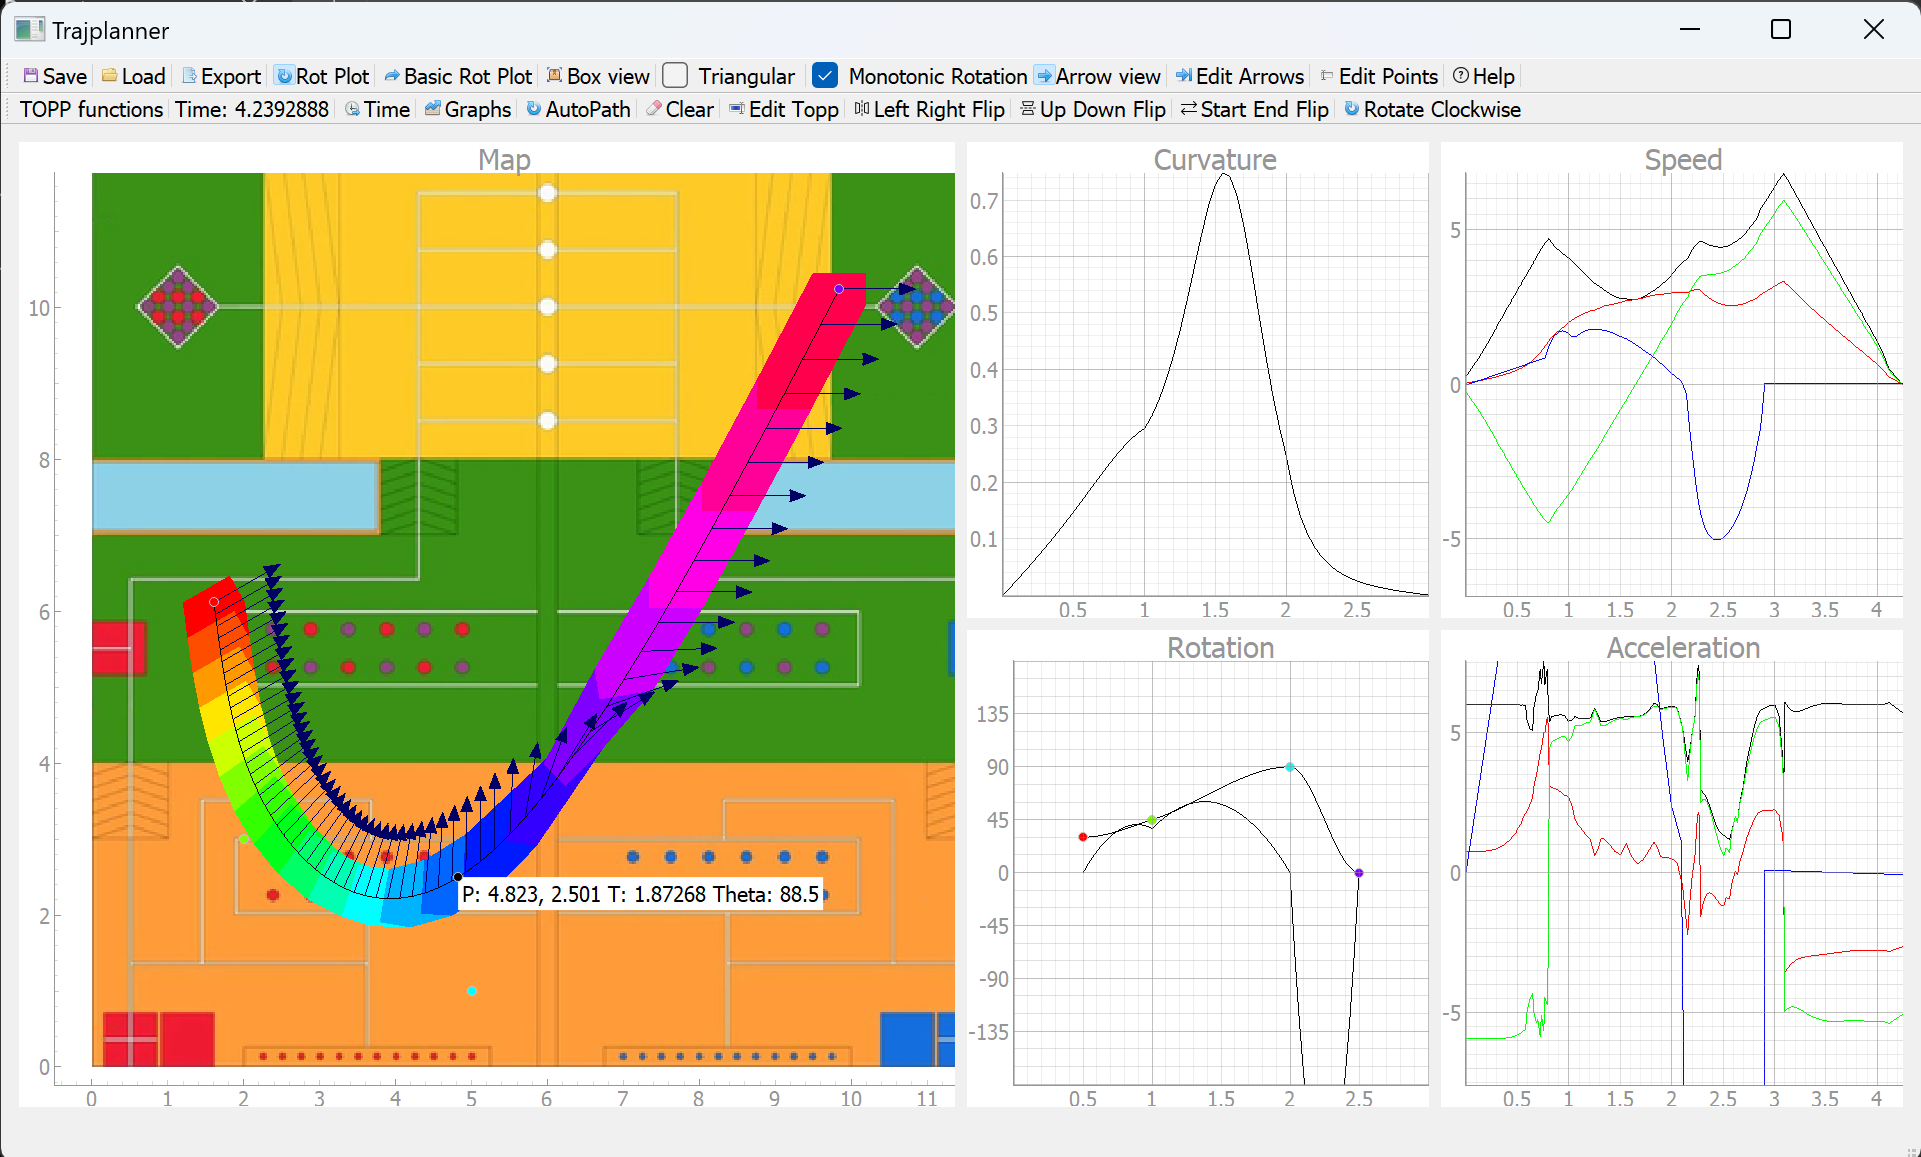 Trajplanner
Save Load Export Rot Plot Basic Rot Plot Box view Triangular Monotonic Rotation Arrow view Edit Arrows Edit Points Help
TOPP functions Time: 4.2392888 Time Graphs AutoPath Clear Edit Topp Left Right Flip Up Down Flip Start End Flip Rotate Clockwise
Map
10
8
6
4
2
0
0 1 2 3 4 5 6 7 8 9 10 11
P: 4.823, 2.501 T: 1.87268 Theta: 88.5
Curvature
0.7
0.6
0.5
0.4
0.3
0.2
0.1
0.5 1 1.5 2 2.5
Speed
5
0
-5
0.5 1 1.5 2 2.5 3 3.5 4
Rotation
135
90
45
0
-45
-90
-135
0.5 1 1.5 2 2.5
Acceleration
5
0
-5
0.5 1 1.5 2 2.5 3 3.5 4